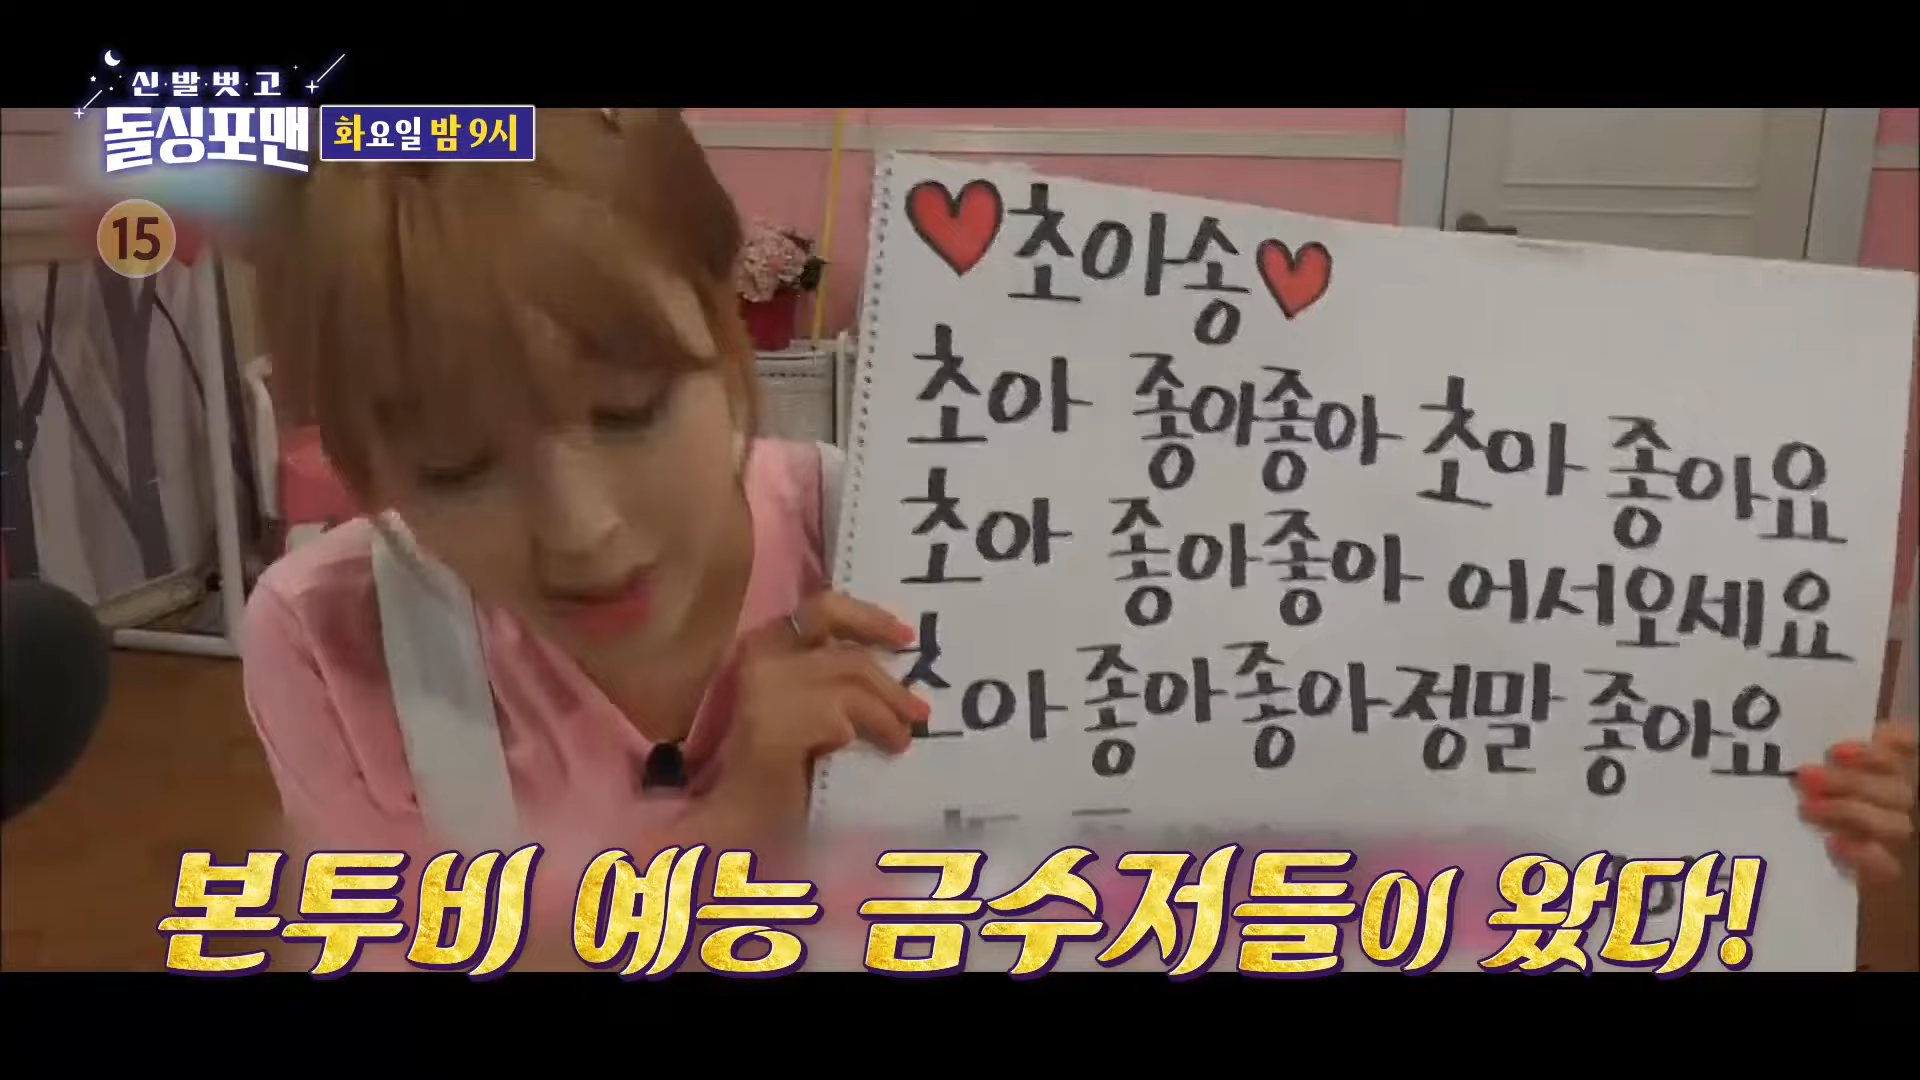 신·발·벗·고
돌싱포맨
화요일 밤 9시
15
초아송
초아 좋아좋아 초아 좋아요
초아 좋아좋아 어서오세요
초아 좋아좋아 정말 좋아요
본투비 예능 금수저들이 왔다!